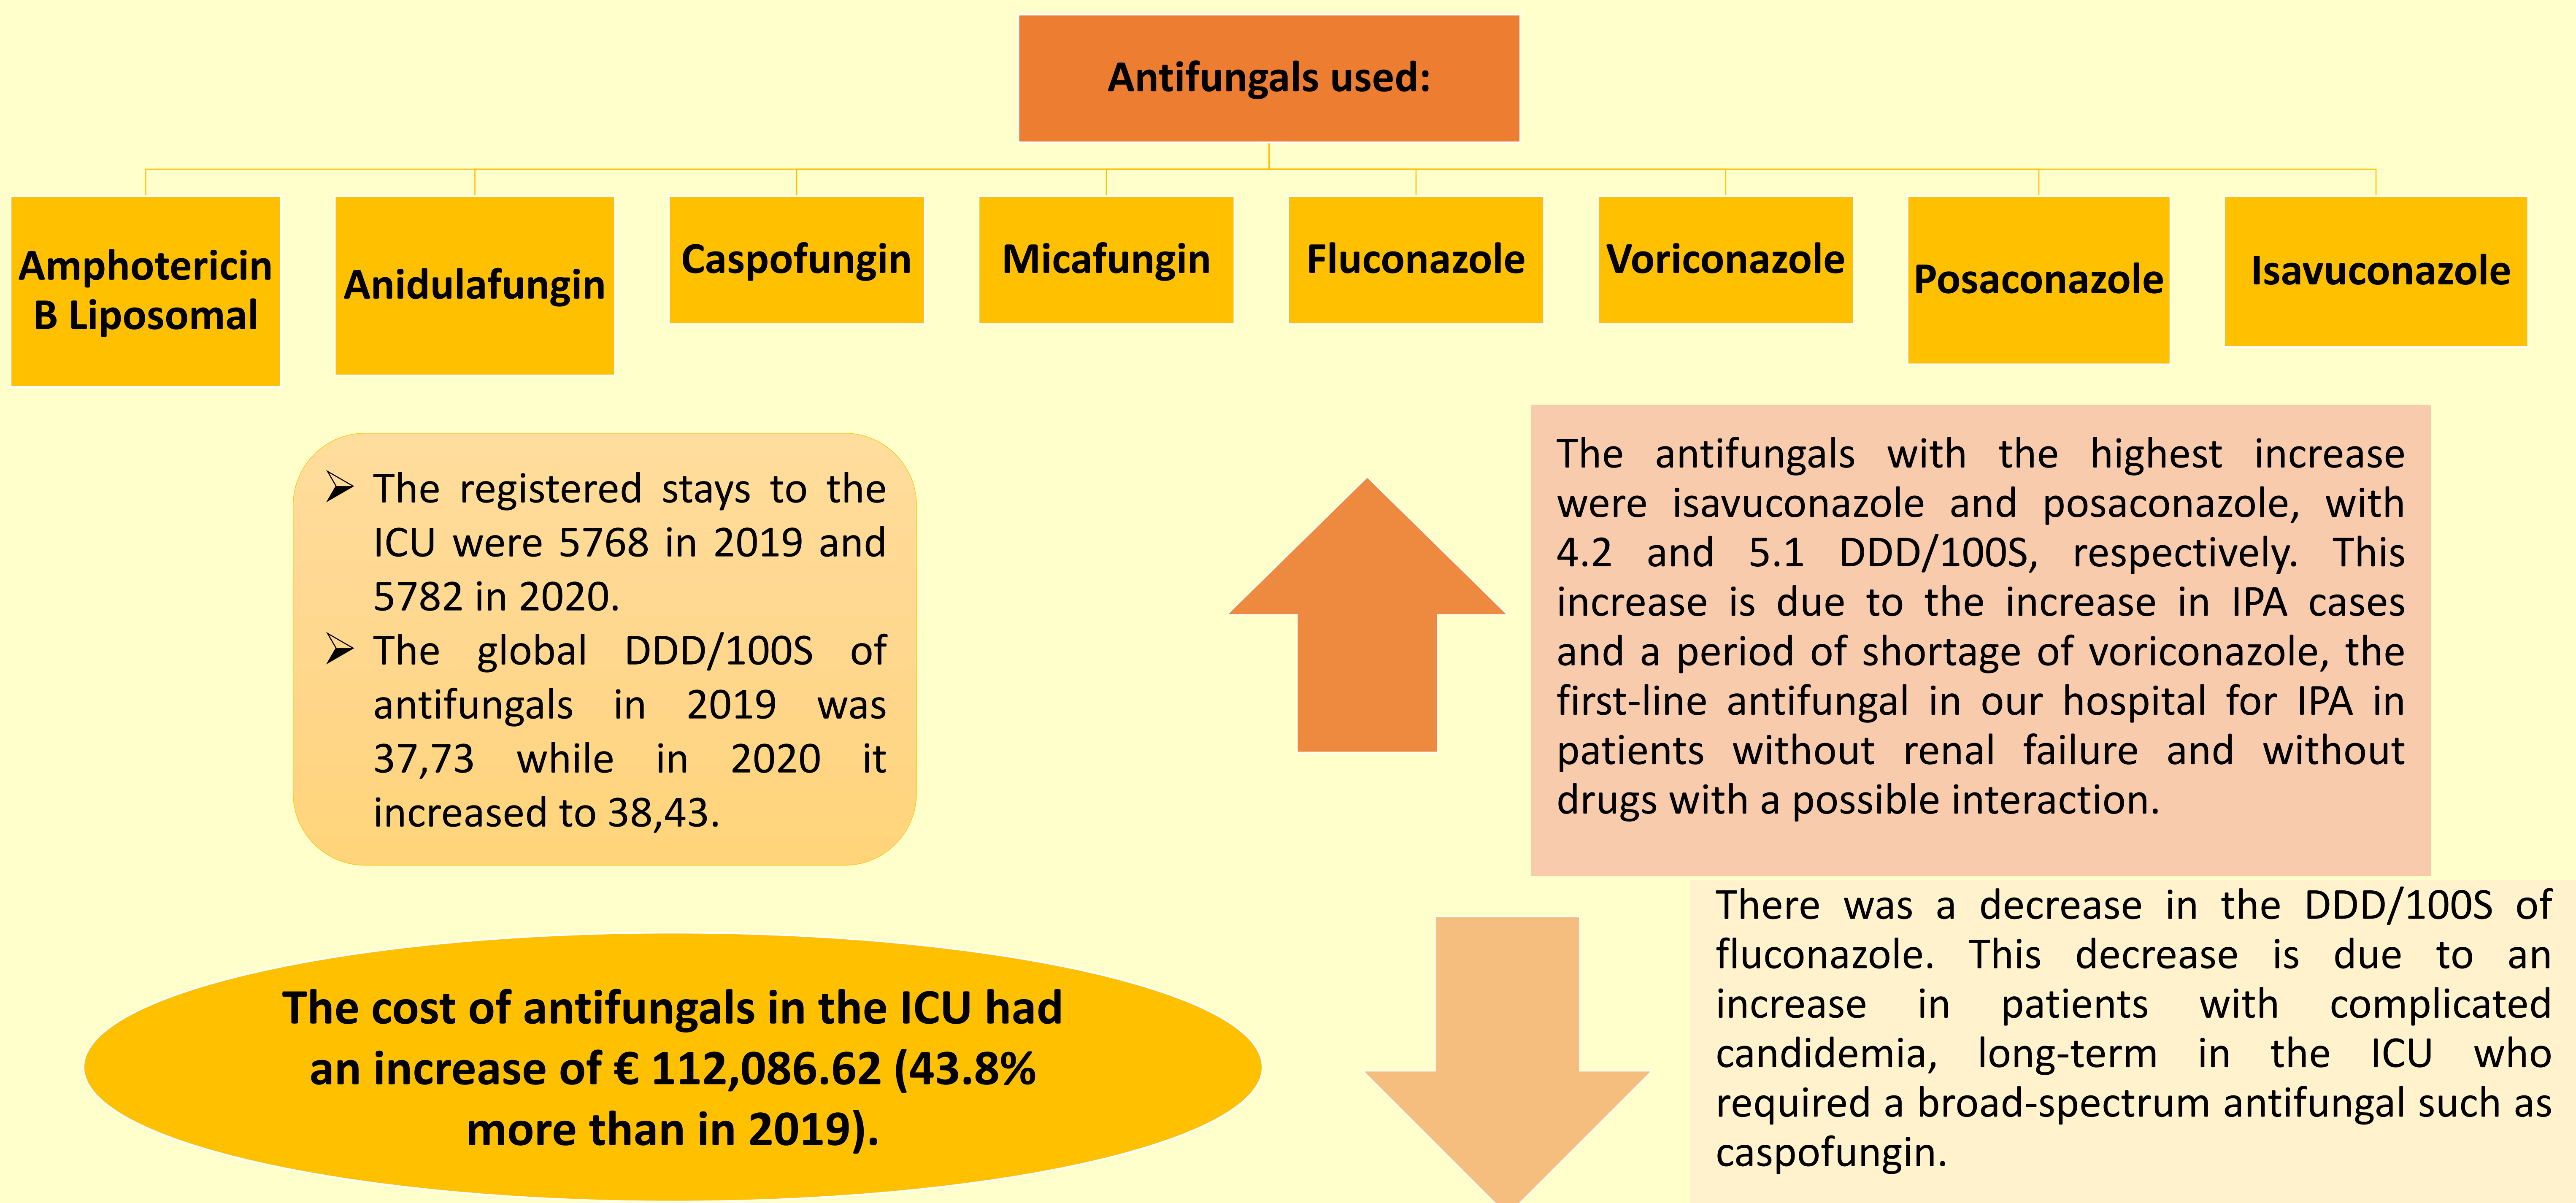 Antifungals used:
Amphotericin
B Liposomal
Anidulafungin
Caspofungin
Micafungin
Fluconazole
Voriconazole
Posaconazole
Isavuconazole
➢ The registered stays to the
ICU were 5768 in 2019 and
5782 in 2020.
➢ The global DDD/100S of
antifungals in 2019 was
37,73 while in 2020 it
increased to 38,43.
The antifungals with the highest increase
were isavuconazole and posaconazole, with
4.2 and 5.1 DDD/100S, respectively. This
increase is due to the increase in IPA cases
and a period of shortage of voriconazole, the
first-line antifungal in our hospital for IPA in
patients without renal failure and without
drugs with a possible interaction.
The cost of antifungals in the ICU had
an increase of € 112,086.62 (43.8%
more than in 2019).
There was a decrease in the DDD/100S of
fluconazole. This decrease is due to an
increase in patients with complicated
candidemia, long-term in the ICU who
required a broad-spectrum antifungal such as
caspofungin.